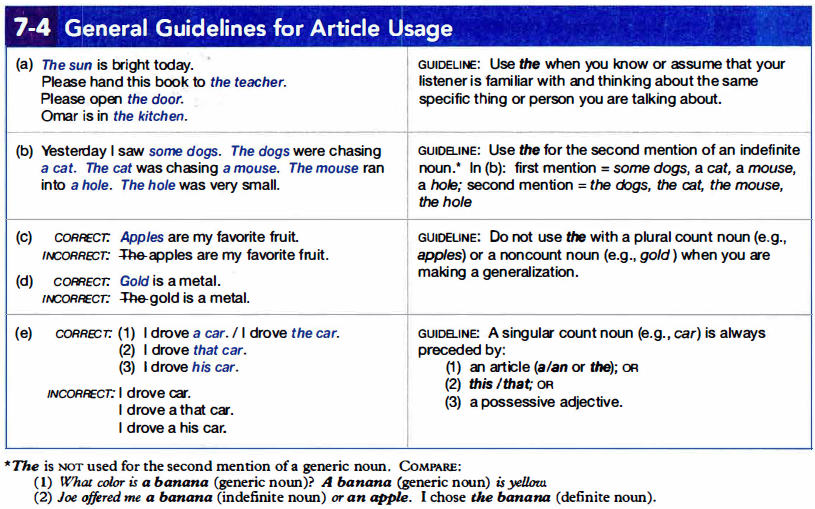 7-4 General Guidelines for Article Usage
(a) The sun is bright today.
Please hand this book to the teacher.
Please open the door.
Omar is in the kitchen.
GUIDELINE: Use the when you know or assume that your
listener is familiar with and thinking about the same
specific thing or person you are talking about.
(b) Yesterday I saw some dogs. The dogs were chasing
a cat. The cat was chasing a mouse. The mouse ran
into a hole. The hole was very small.
GUIDELINE: Use the for the second mention of an indefinite
noun.* In (b): first mention = some dogs, a cat, a mouse,
a hole; second mention = the dogs, the cat, the mouse,
the hole
(c) CORRECT: Apples are my favorite fruit.
INCORRECT: The apples are my favorite fruit.
(d) CORRECT: Gold is a metal.
INCORRECT: The gold is a metal.
GUIDELINE: Do not use the with a plural count noun (e.g.,
apples) or a noncount noun (e.g., gold) when you are
making a generalization.
(e) CORRECT: (1) I drove a car. / I drove the car.
(2) I drove that car.
(3) I drove his car.
INCORRECT: I drove car.
I drove a that car.
I drove a his car.
GUIDELINE: A singular count noun (e.g., car) is always
preceded by:
(1) an article (a/an or the); OR
(2) this/that; OR
(3) a possessive adjective.
*The is NOT used for the second mention of a generic noun. COMPARE:
(1) What color is a banana (generic noun)? A banana (generic noun) is yellow.
(2) Joe offered me a banana (indefinite noun) or an apple. I chose the banana (definite noun).